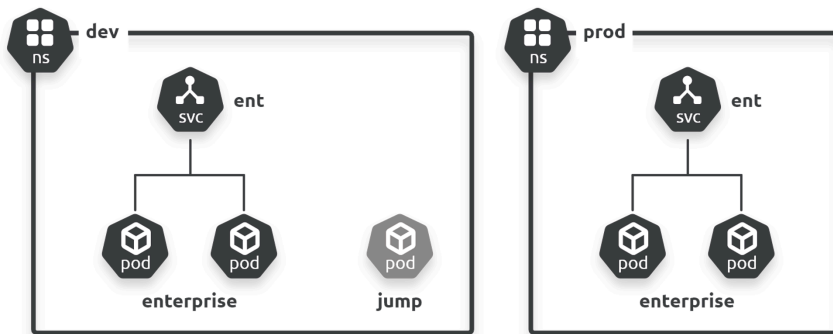 dev
ns
svc
ent
pod
pod
pod
enterprise
jump
prod
ns
svc
ent
pod
pod
enterprise